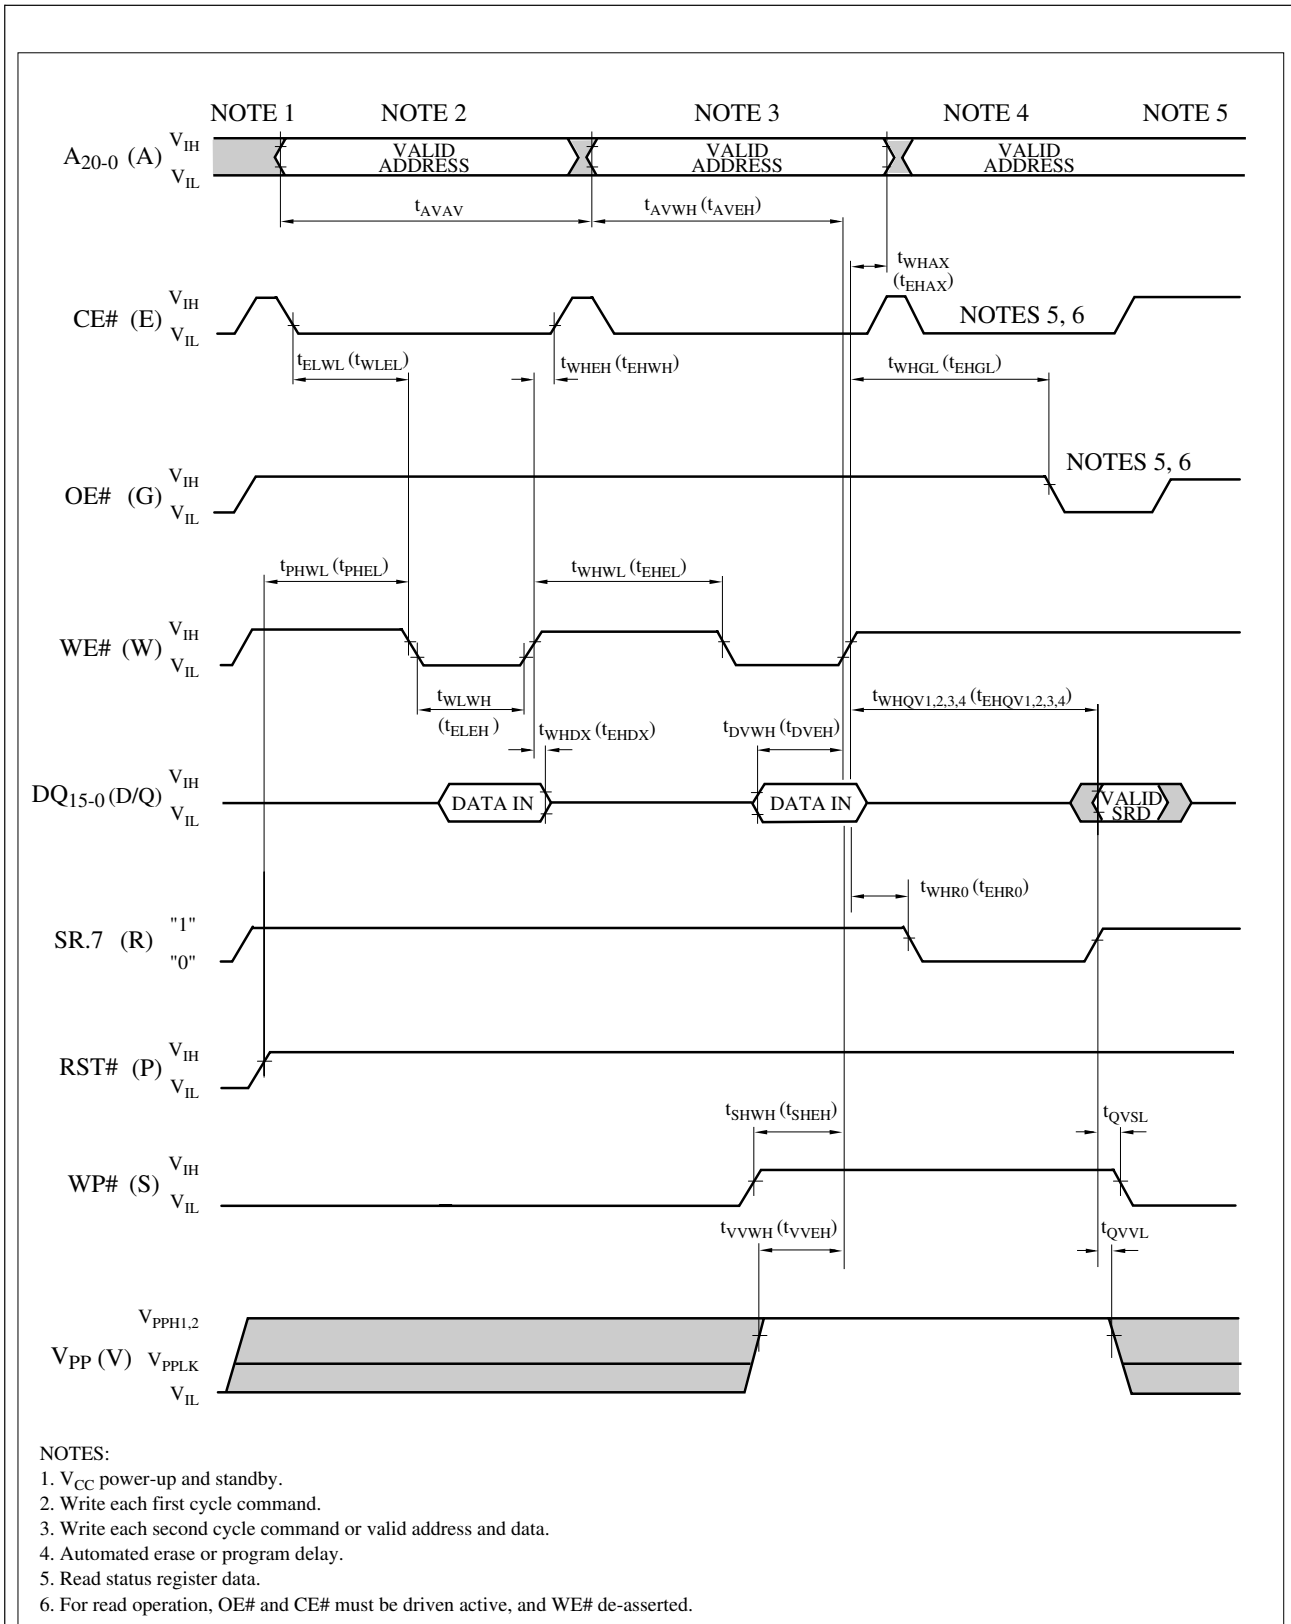 NOTE 1 NOTE 2 NOTE 3 NOTE 4 NOTE 5
A20-0 (A) VIH VIL
VALID ADDRESS
VALID ADDRESS
VALID ADDRESS
tAVAV
tAVWH (tAVEH)
tWHAX
(tEHAX)
CE# (E) VIH VIL
NOTES 5, 6
tELWL (tWLEL)
tWHEH (tEHWH)
tWHGL (tEHGL)
OE# (G) VIH VIL
NOTES 5, 6
tPHWL (tPHEL)
tWHWL (tEHEL)
WE# (W) VIH VIL
tWLWH
(tELEH)
tWHDX (tEHDX)
tDVWH (tDVEH)
tWHQV1,2,3,4 (tEHQV1,2,3,4)
DQ15-0 (D/Q) VIH VIL
DATA IN
DATA IN
VALID SRD
tWHR0 (tEHR0)
SR.7 (R) "1" "0"
RST# (P) VIH VIL
tSHWH (tSHEH)
tQVSL
WP# (S) VIH VIL
tVVWH (tVVEH)
tQVVL
VPP (V) VPPH1,2 VPPLK VIL
NOTES:
1. VCC power-up and standby.
2. Write each first cycle command.
3. Write each second cycle command or valid address and data.
4. Automated erase or program delay.
5. Read status register data.
6. For read operation, OE# and CE# must be driven active, and WE# de-asserted.